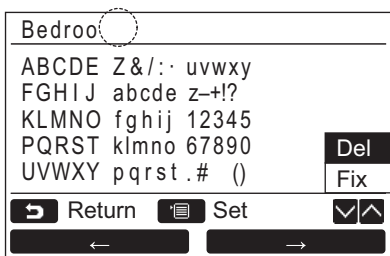 Bedroo
ABCDE Z&/:· uvwxy
FGHIJ abcde z–+!?
KLMNO fghij 12345
PQRST klmno 67890
UVWXY pqrst .# ()
Del
Fix
Return Set
← →